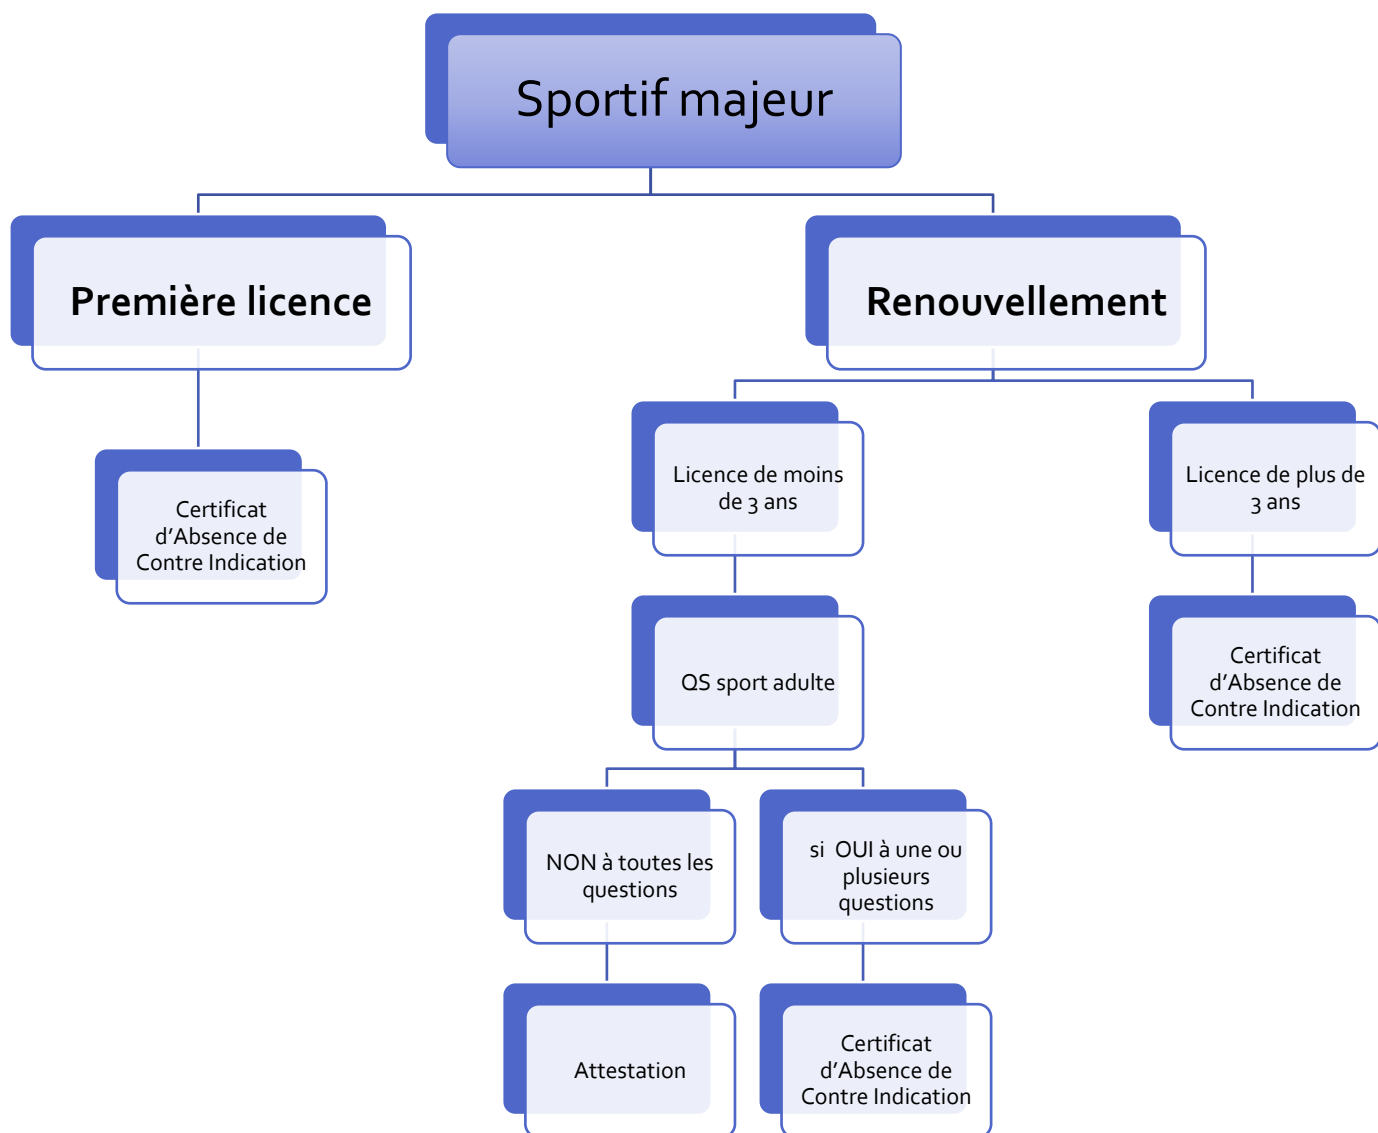 Sportif majeur
Première licence
Renouvellement
Certificat
d’Absence de
Contre Indication
Licence de moins
de 3 ans
Licence de plus de
3 ans
QS sport adulte
Certificat
d’Absence de
Contre Indication
NON à toutes les
questions
si  OUI à une ou
plusieurs
questions
Attestation
Certificat
d’Absence de
Contre Indication